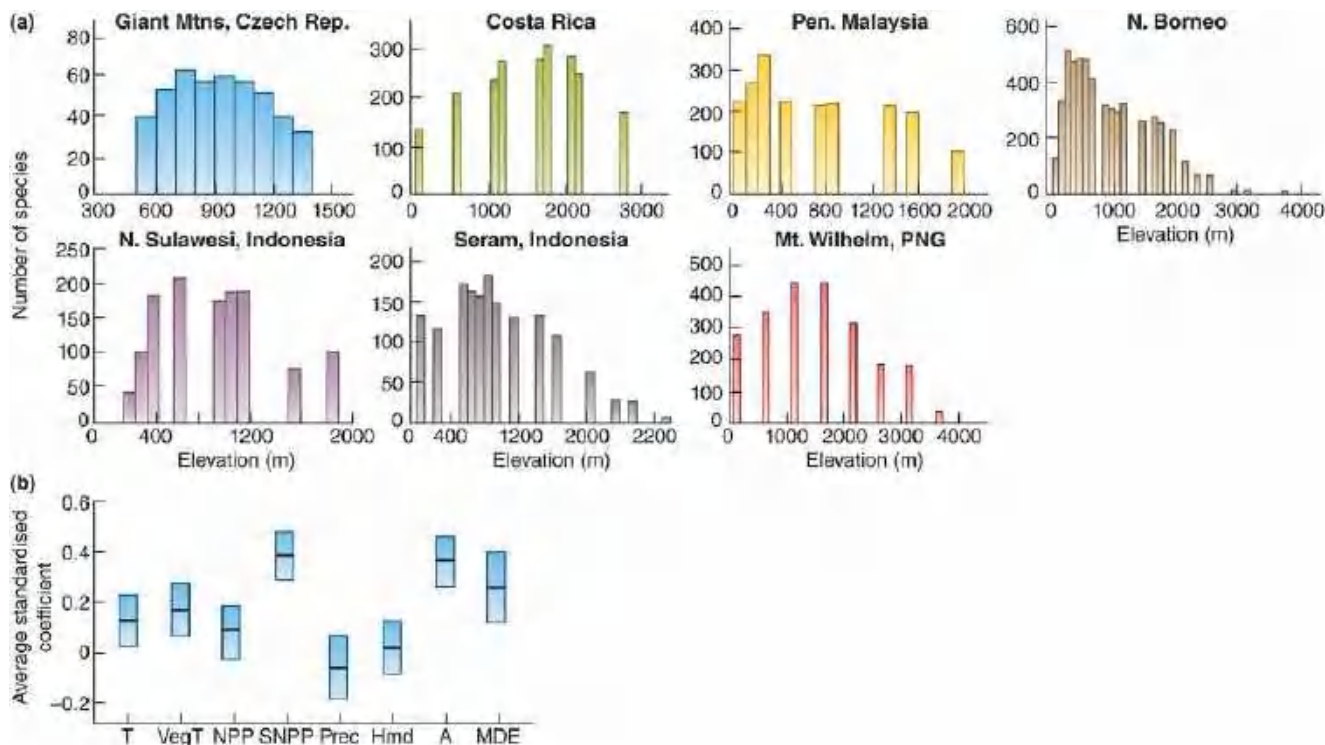 (a)
Giant Mtns, Czech Rep.
80
60
40
20
0
300 600 900 1200 1500
Costa Rica
300
200
100
0
0 1000 2000 3000
Pen. Malaysia
400
300
200
100
0
0 400 800 1200 1600 2000
N. Borneo
600
400
200
0
0 1000 2000 3000 4000
Elevation (m)
Number of species
N. Sulawesi, Indonesia
250
200
150
100
50
0
0 400 800 1200 2000
Elevation (m)
Seram, Indonesia
200
150
100
50
0
0 400 1200 2000 2200
Elevation (m)
Mt. Wilhelm, PNG
500
400
300
200
100
0
0 1000 2000 3000 4000
Elevation (m)
(b)
Average standardised
coefficient
0.6
0.4
0.2
0
–0.2
T VegT NPP SNPP Prec Hmd A MDE